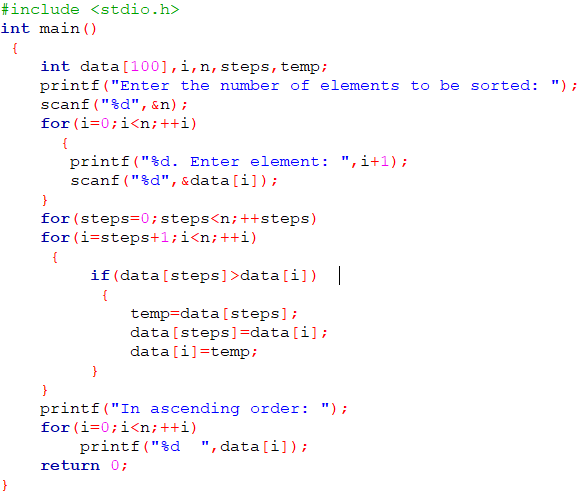 #include <stdio.h>
int main()
{
int data[100],i,n,steps,temp;
printf("Enter the number of elements to be sorted: ");
scanf("%d",&n);
for(i=0;i<n;++i)
{
printf("%d. Enter element: ",i+1);
scanf("%d",&data[i]);
}
for(steps=0;steps<n;++steps)
for(i=steps+1;i<n;++i)
{
if(data[steps]>data[i])
{
temp=data[steps];
data[steps]=data[i];
data[i]=temp;
}
}
printf("In ascending order: ");
for(i=0;i<n;++i)
printf("%d  ",data[i]);
return 0;
}